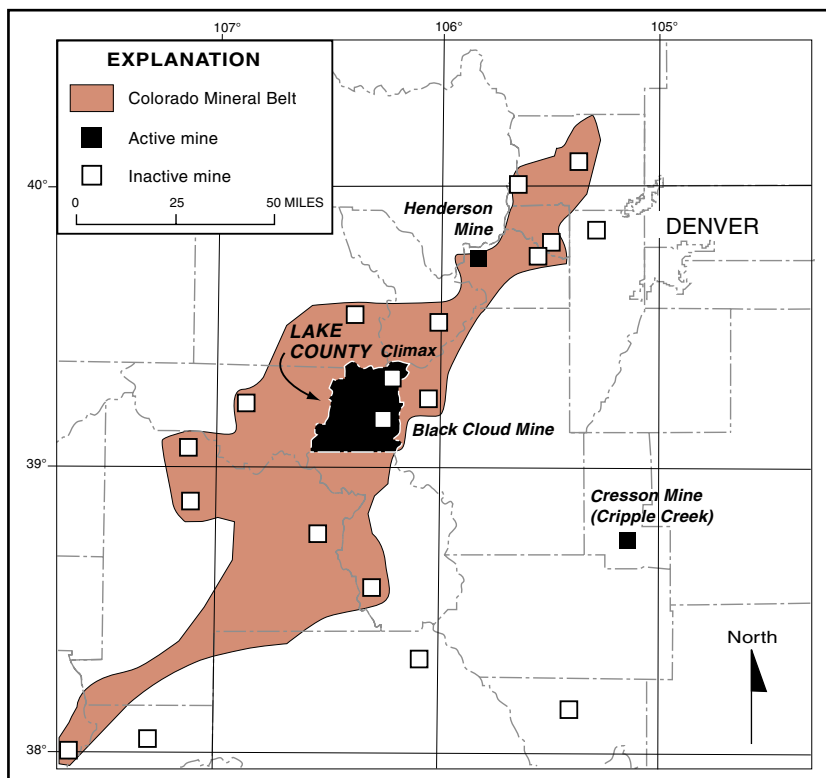 107°
106°
105°
EXPLANATION
Colorado Mineral Belt
Active mine
Inactive mine
0 25 50 MILES
40°
Henderson
Mine
DENVER
LAKE
COUNTY
Climax
Black Cloud Mine
39°
Cresson Mine
(Cripple Creek)
North
38°